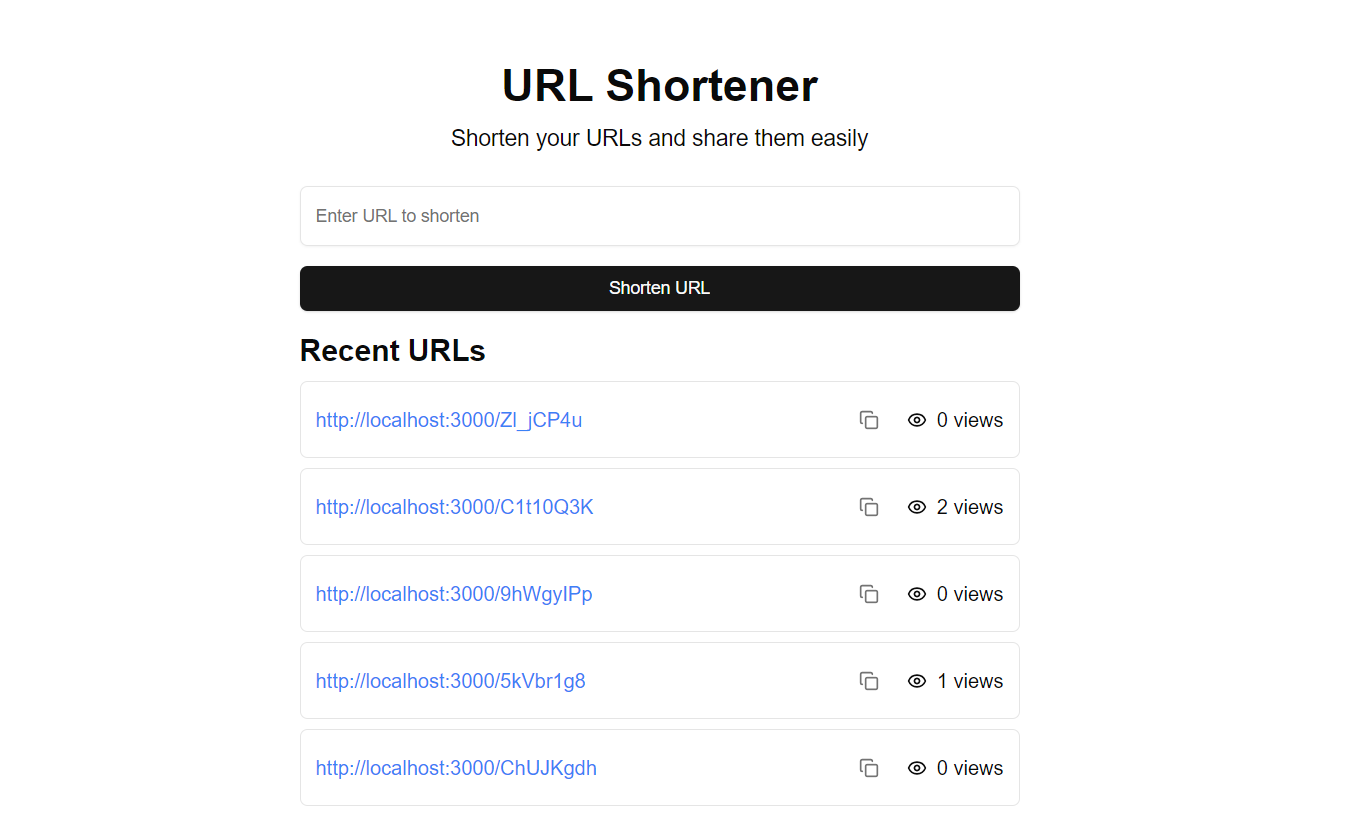 URL Shortener
Shorten your URLs and share them easily
Enter URL to shorten
Shorten URL
Recent URLs
http://localhost:3000/Zl_jCP4u 0 views
http://localhost:3000/C1t10Q3K 2 views
http://localhost:3000/9hWgyIPp 0 views
http://localhost:3000/5kVbr1g8 1 views
http://localhost:3000/ChUJKgdh 0 views